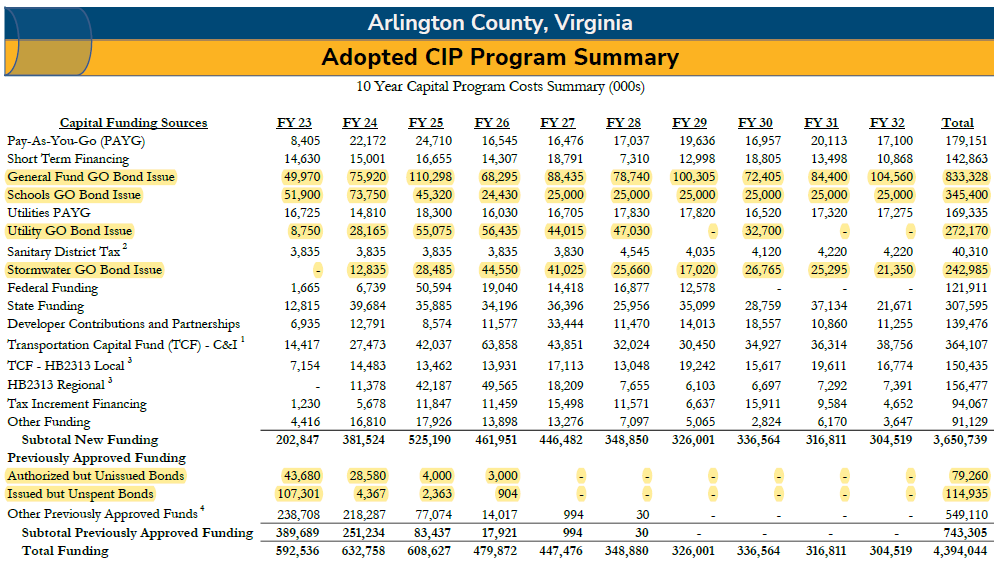 Arlington County, Virginia
Adopted CIP Program Summary
10 Year Capital Program Costs Summary (000s)
Capital Funding Sources FY 23 FY 24 FY 25 FY 26 FY 27 FY 28 FY 29 FY 30 FY 31 FY 32 Total
Pay-As-You-Go (PAYG) 8,405 22,172 24,710 16,545 16,476 17,037 19,636 16,957 20,113 17,100 179,151
Short Term Financing 14,630 15,001 16,655 14,307 18,791 7,310 12,998 18,805 13,498 10,868 142,863
General Fund GO Bond Issue 49,970 75,920 110,298 68,295 88,435 78,740 100,305 72,405 84,400 104,560 833,328
Schools GO Bond Issue 51,900 73,750 45,320 24,430 25,000 25,000 25,000 25,000 25,000 25,000 345,400
Utilities PAYG 16,725 14,810 18,300 16,030 16,705 17,830 17,820 16,520 17,320 17,275 169,335
Utility GO Bond Issue 8,750 28,165 55,075 56,435 44,015 47,030 - 32,700 - - 272,170
Sanitary District Tax 2 3,835 3,835 3,835 3,835 3,830 4,545 4,035 4,120 4,220 4,220 40,310
Stormwater GO Bond Issue - 12,835 28,485 44,550 41,025 25,660 17,020 26,765 25,295 21,350 242,985
Federal Funding 1,665 6,739 50,594 19,040 14,418 16,877 12,578 - - - 121,911
State Funding 12,815 39,684 35,885 34,196 36,396 25,956 35,099 28,759 37,134 21,671 307,595
Developer Contributions and Partnerships 6,935 12,791 8,574 11,577 33,444 11,470 14,013 18,557 10,860 11,255 139,476
Transportation Capital Fund (TCF) - C&I 1 14,417 27,473 42,037 63,858 43,851 32,024 30,450 34,927 36,314 38,756 364,107
TCF - HB2313 Local 3 7,154 14,483 13,462 13,931 17,113 13,048 19,242 15,617 19,611 16,774 150,435
HB2313 Regional 3 - 11,378 42,187 49,565 18,209 7,655 6,103 6,697 7,292 7,391 156,477
Tax Increment Financing 1,230 5,678 11,847 11,459 15,498 11,571 6,637 15,911 9,584 4,652 94,067
Other Funding 4,416 16,810 17,926 13,898 13,276 7,097 5,065 2,824 6,170 3,647 91,129
Subtotal New Funding 202,847 381,524 525,190 461,951 446,482 348,850 326,001 336,564 316,811 304,519 3,650,739
Previously Approved Funding
Authorized but Unissued Bonds 43,680 28,580 4,000 3,000 - - - - - - 79,260
Issued but Unspent Bonds 107,301 4,367 2,363 904 - - - - - - 114,935
Other Previously Approved Funds 4 238,708 218,287 77,074 14,017 994 30 - - - - 549,110
Subtotal Previously Approved Funding 389,689 251,234 83,437 17,921 994 30 - - - - 743,305
Total Funding 592,536 632,758 608,627 479,872 447,476 348,880 326,001 336,564 316,811 304,519 4,394,044